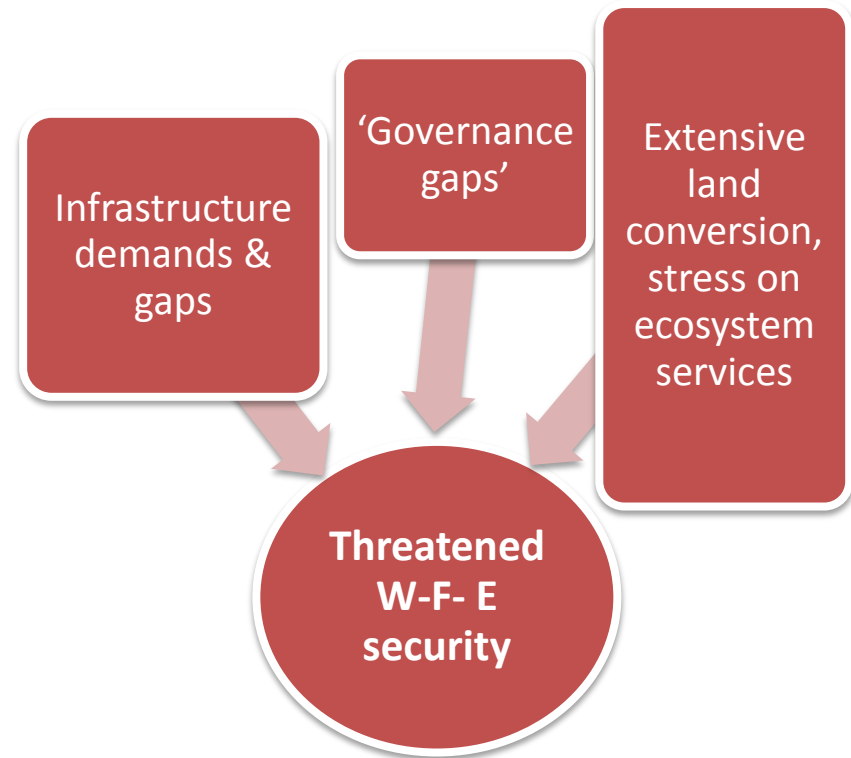 Infrastructure
demands &
gaps
‘Governance
gaps’
Extensive
land
conversion,
stress on
ecosystem
services
Threatened
W-F- E
security